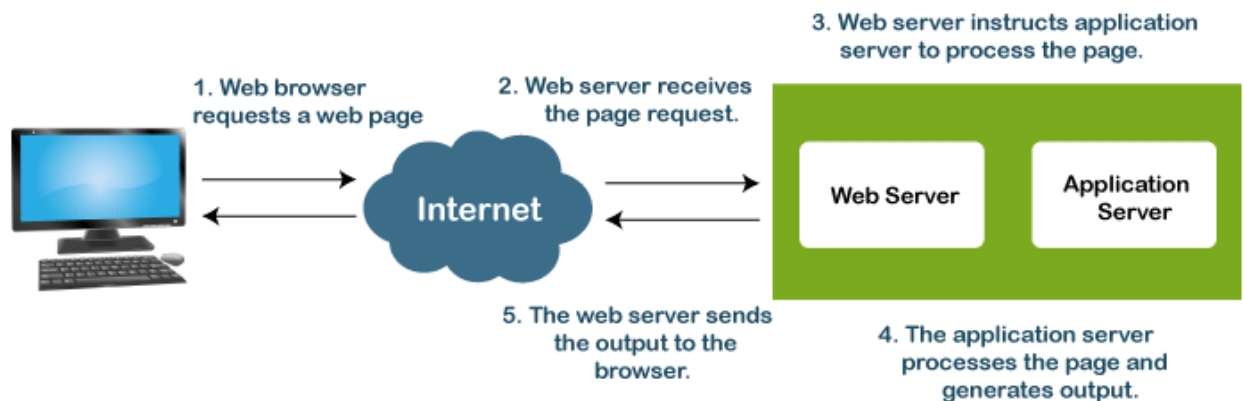 3. Web server instructs application
server to process the page.
1. Web browser
requests a web page
2. Web server receives
the page request.
Internet
Web Server
Application
Server
5. The web server sends
the output to the
browser.
4. The application server
processes the page and
generates output.